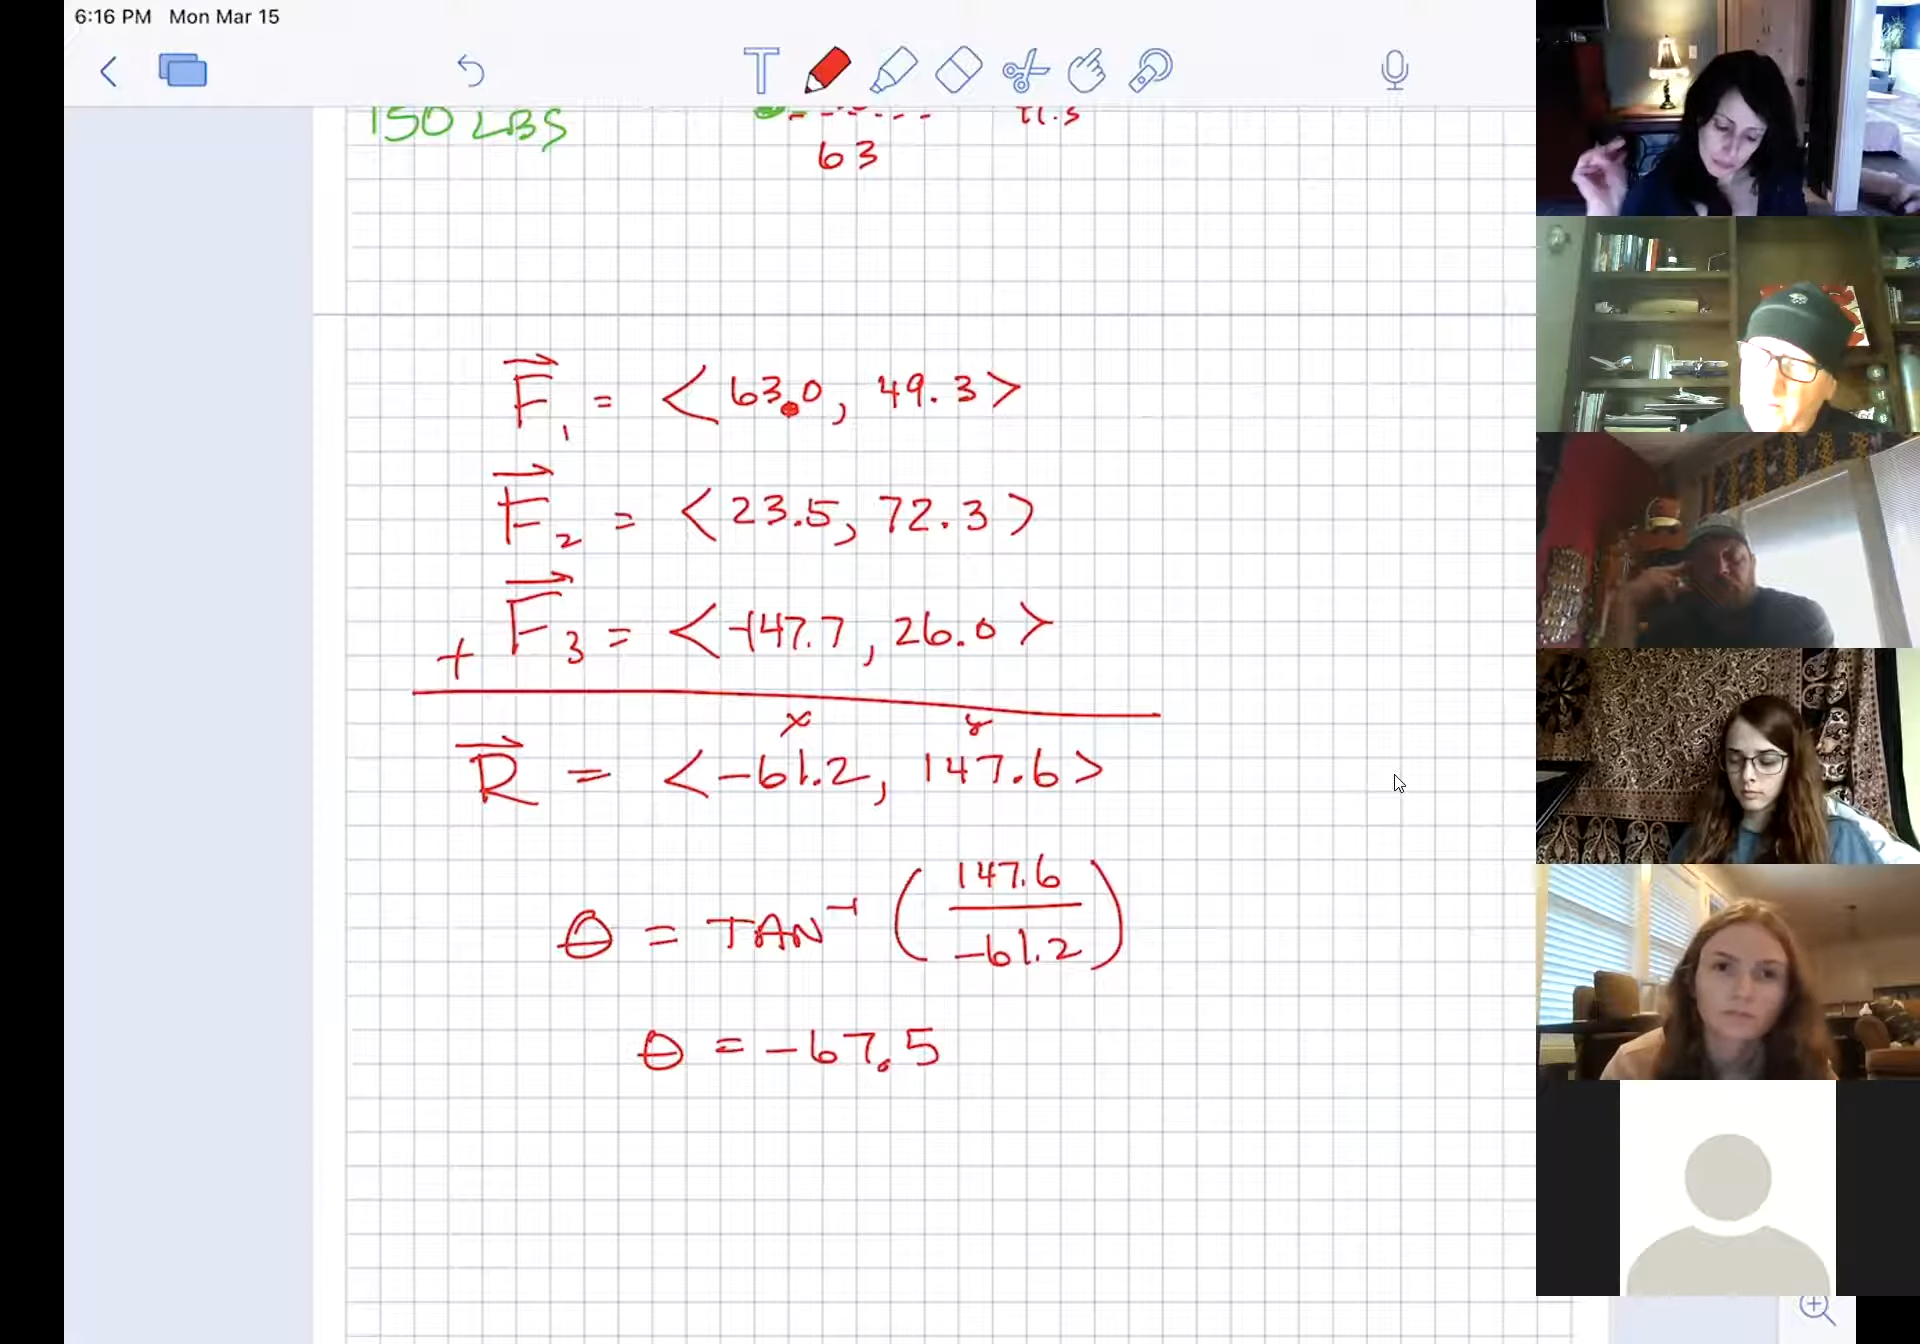 6:16 PM Mon Mar 15
150 LBS
63
F₁ = <63.0, 49.3>
F₂ = <23.5, 72.3>
+ F₃ = <-147.7, 26.0>
x y
R = <-61.2, 147.6>
θ = TAN⁻¹ (147.6 / -61.2)
θ = -67.5